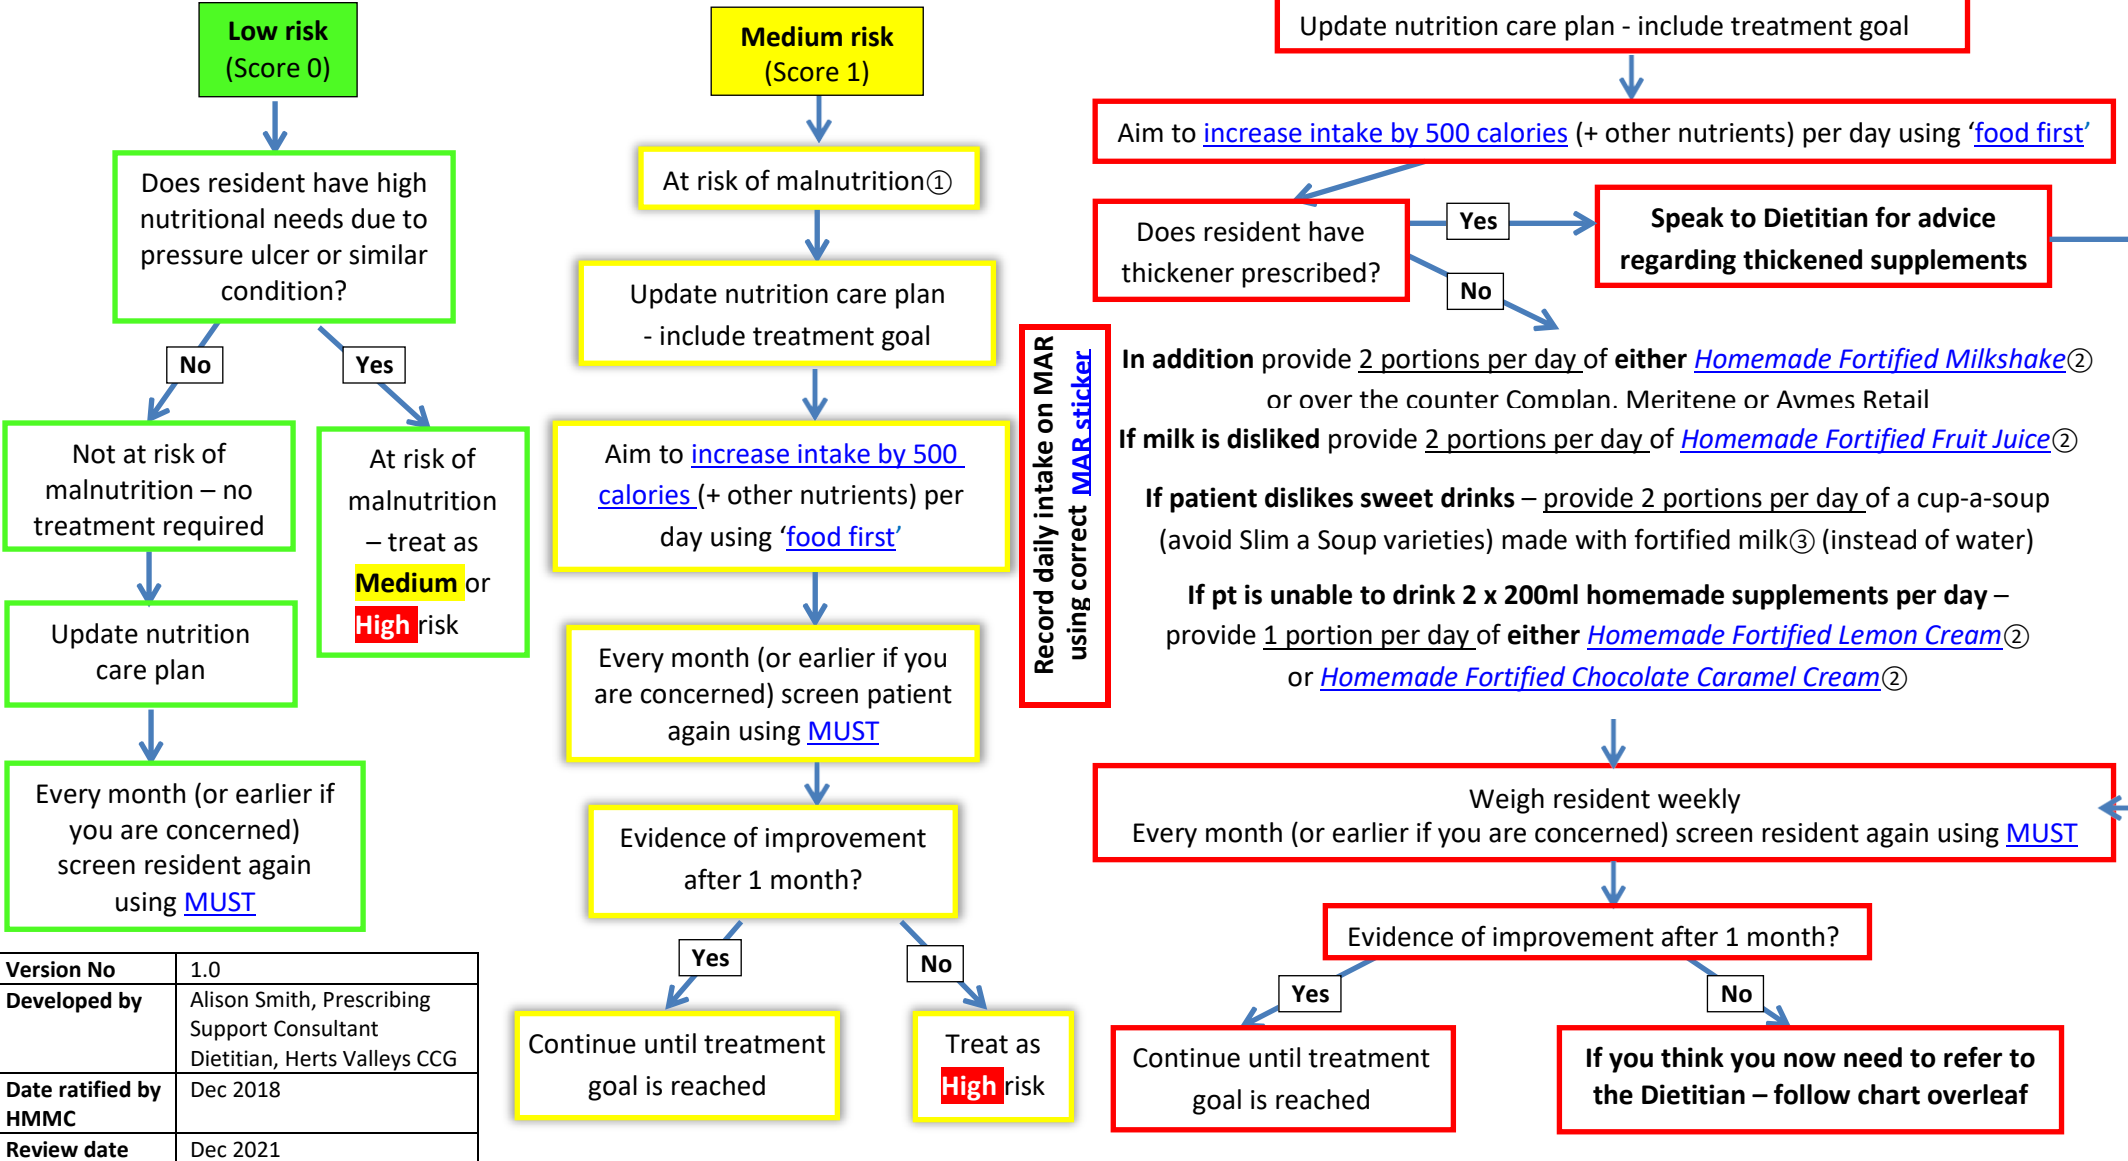 Low risk
(Score 0)
Does resident have high
nutritional needs due to
pressure ulcer or similar
condition?
No
Yes
Not at risk of
malnutrition – no
treatment required
At risk of
malnutrition
– treat as
Medium or
High risk
Update nutrition
care plan
Every month (or earlier if
you are concerned)
screen resident again
using MUST
Version No 1.0
Developed by Alison Smith, Prescribing
Support Consultant
Dietitian, Herts Valleys CCG
Date ratified by Dec 2018
HMMC
Review date Dec 2021
Medium risk
(Score 1)
At risk of malnutrition①
Update nutrition care plan
- include treatment goal
Aim to increase intake by 500
calories (+ other nutrients) per
day using ‘food first’
Every month (or earlier if you
are concerned) screen patient
again using MUST
Evidence of improvement
after 1 month?
Yes
No
Continue until treatment
goal is reached
Treat as
High risk
Update nutrition care plan - include treatment goal
Aim to increase intake by 500 calories (+ other nutrients) per day using ‘food first’
Does resident have
thickener prescribed?
Yes
No
Speak to Dietitian for advice
regarding thickened supplements
Record daily intake on MAR
using correct MAR sticker
In addition provide 2 portions per day of either Homemade Fortified Milkshake②
or over the counter Complan, Meritene or Aymes Retail
If milk is disliked provide 2 portions per day of Homemade Fortified Fruit Juice②
If patient dislikes sweet drinks – provide 2 portions per day of a cup-a-soup
(avoid Slim a Soup varieties) made with fortified milk③ (instead of water)
If pt is unable to drink 2 x 200ml homemade supplements per day –
provide 1 portion per day of either Homemade Fortified Lemon Cream②
or Homemade Fortified Chocolate Caramel Cream②
Weigh resident weekly
Every month (or earlier if you are concerned) screen resident again using MUST
Evidence of improvement after 1 month?
Yes
No
Continue until treatment
goal is reached
If you think you now need to refer to
the Dietitian – follow chart overleaf